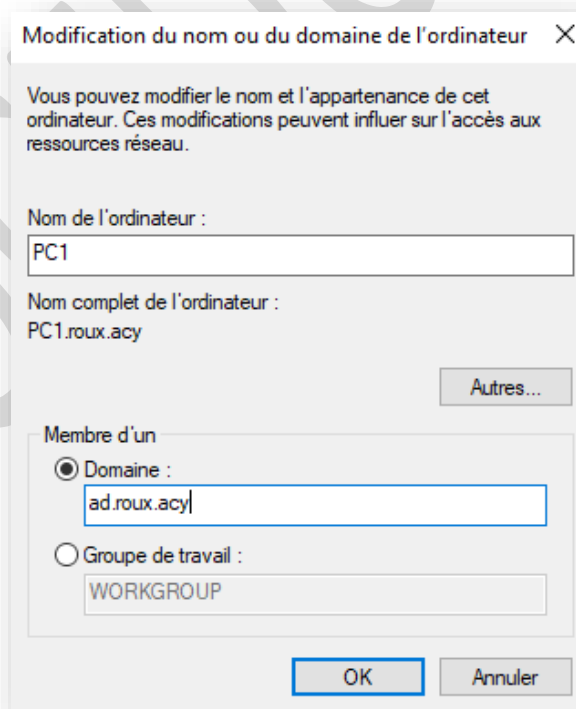 Modification du nom ou du domaine de l'ordinateur
Vous pouvez modifier le nom et l'appartenance de cet
ordinateur. Ces modifications peuvent influer sur l'accès aux
ressources réseau.
Nom de l'ordinateur :
PC1
Nom complet de l'ordinateur :
PC1.roux.acy
Autres...
Membre d'un
Domaine :
ad.roux.acy
Groupe de travail :
WORKGROUP
OK Annuler